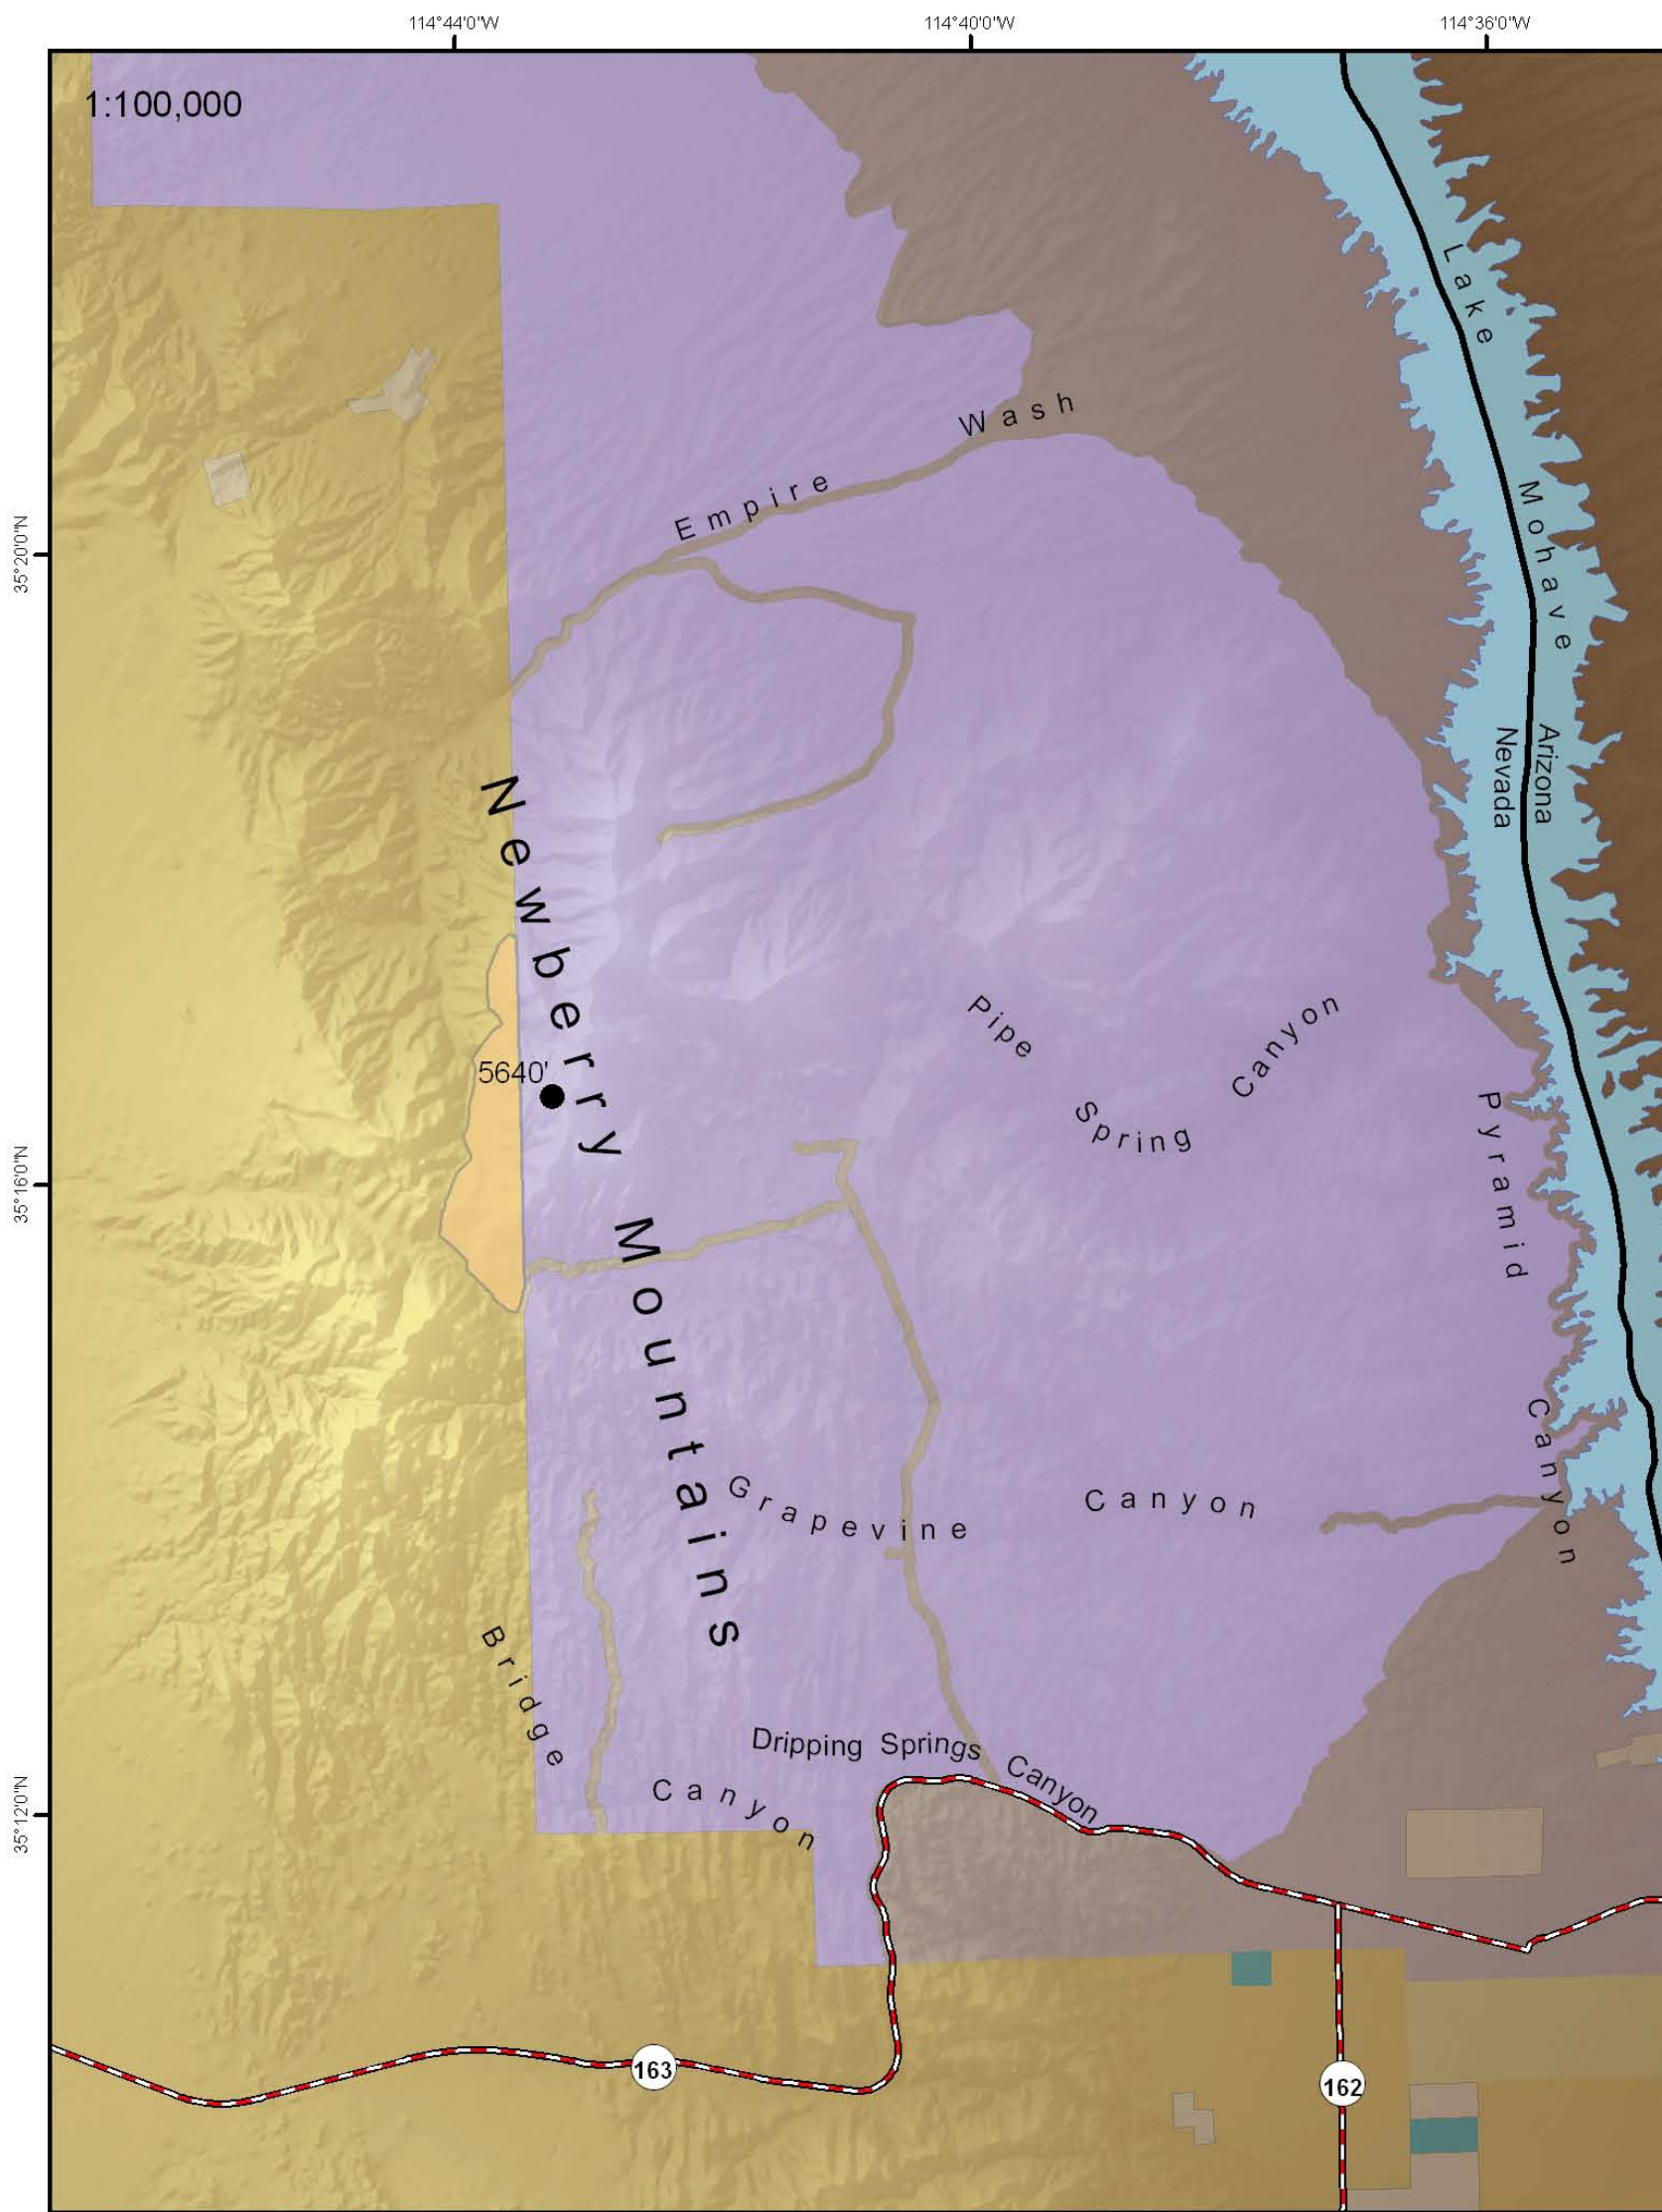 114°44'0"W
114°40'0"W
114°36'0"W
1:100,000
Lake
Mohave
Empire
Wash
35°20'0"N
Arizona
Nevada
Newberry
Mountains
5640'
Pipe
Spring
Canyon
Pyramid
Canyon
35°16'0"N
Grapevine
Canyon
Bridge
Canyon
Dripping Springs
Canyon
35°12'0"N
163
162